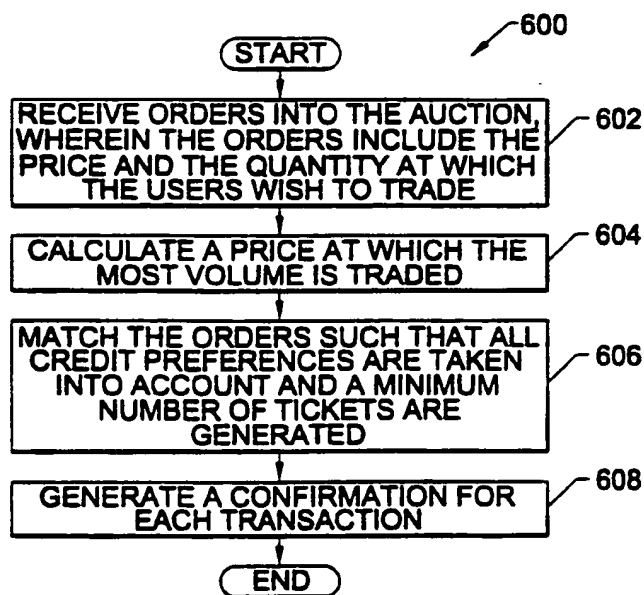 600
START
RECEIVE ORDERS INTO THE AUCTION,
WHEREIN THE ORDERS INCLUDE THE
PRICE AND THE QUANTITY AT WHICH
THE USERS WISH TO TRADE
602
CALCULATE A PRICE AT WHICH THE
MOST VOLUME IS TRADED
604
MATCH THE ORDERS SUCH THAT ALL
CREDIT PREFERENCES ARE TAKEN
INTO ACCOUNT AND A MINIMUM
NUMBER OF TICKETS ARE
GENERATED
606
GENERATE A CONFIRMATION FOR
EACH TRANSACTION
608
END